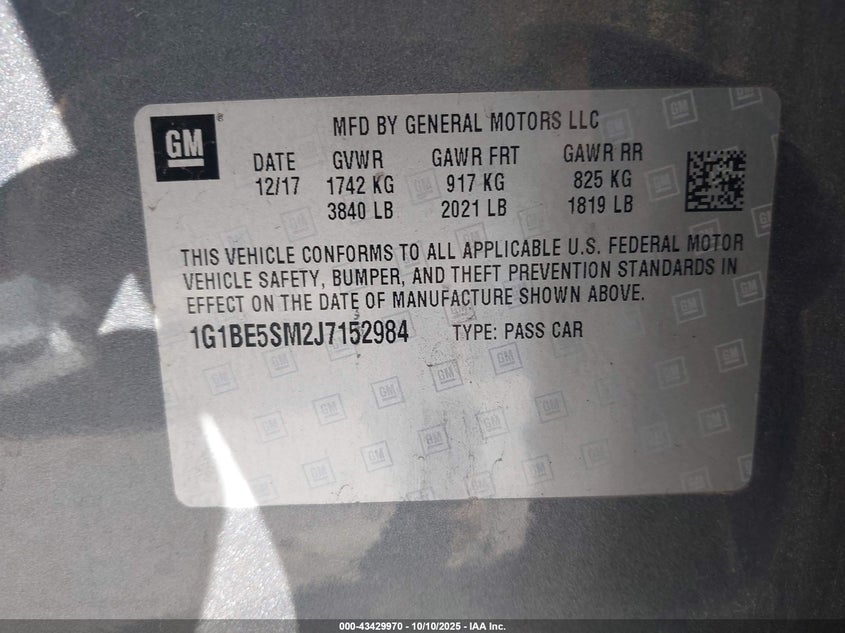 GM
MFD BY GENERAL MOTORS LLC
DATE GVWR GAWR FRT GAWR RR
12/17 1742 KG 917 KG 825 KG
3840 LB 2021 LB 1819 LB
THIS VEHICLE CONFORMS TO ALL APPLICABLE U.S. FEDERAL MOTOR
VEHICLE SAFETY, BUMPER, AND THEFT PREVENTION STANDARDS IN
EFFECT ON THE DATE OF MANUFACTURE SHOWN ABOVE.
1G1BE5SM2J7152984 TYPE: PASS CAR
000-43429970 - 10/10/2025 - IAA Inc.